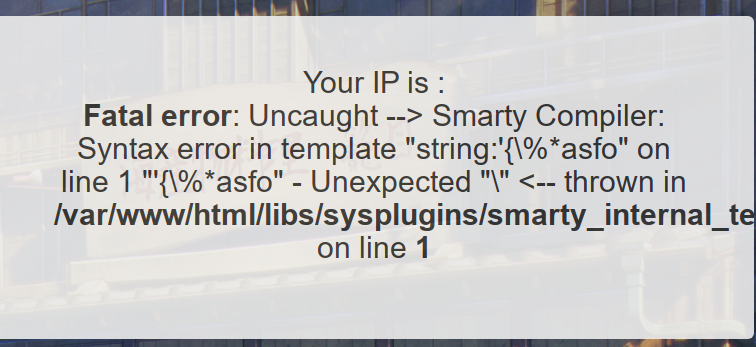 Your IP is :
Fatal error: Uncaught --> Smarty Compiler:
Syntax error in template "string:'{\%*asfo" on
line 1 "'{\%*asfo" - Unexpected "\" <-- thrown in
/var/www/html/libs/sysplugins/smarty_internal_te
on line 1